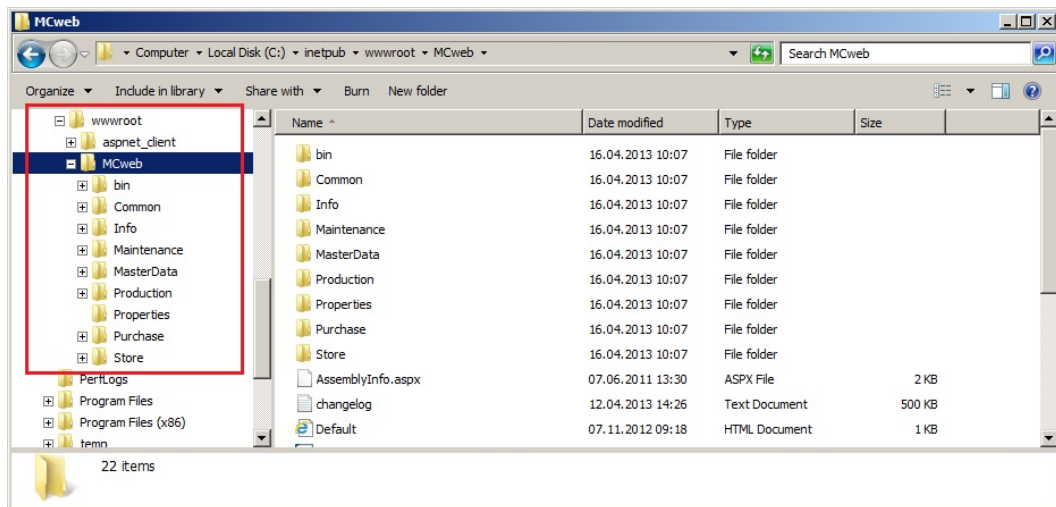 MCweb
Computer Local Disk (C:) inetpub wwwroot MCweb
Search MCweb
Organize Include in library Share with Burn New folder
wwwroot
aspnet_client
MCweb
bin
Common
Info
Maintenance
MasterData
Production
Properties
Purchase
Store
PerfLogs
Program Files
Program Files (x86)
temp
Name Date modified Type Size
bin 16.04.2013 10:07 File folder
Common 16.04.2013 10:07 File folder
Info 16.04.2013 10:07 File folder
Maintenance 16.04.2013 10:07 File folder
MasterData 16.04.2013 10:07 File folder
Production 16.04.2013 10:07 File folder
Properties 16.04.2013 10:07 File folder
Purchase 16.04.2013 10:07 File folder
Store 16.04.2013 10:07 File folder
AssemblyInfo.aspx 07.06.2011 13:30 ASPX File 2 KB
changelog 12.04.2013 14:26 Text Document 500 KB
Default 07.11.2012 09:18 HTML Document 1 KB
22 items